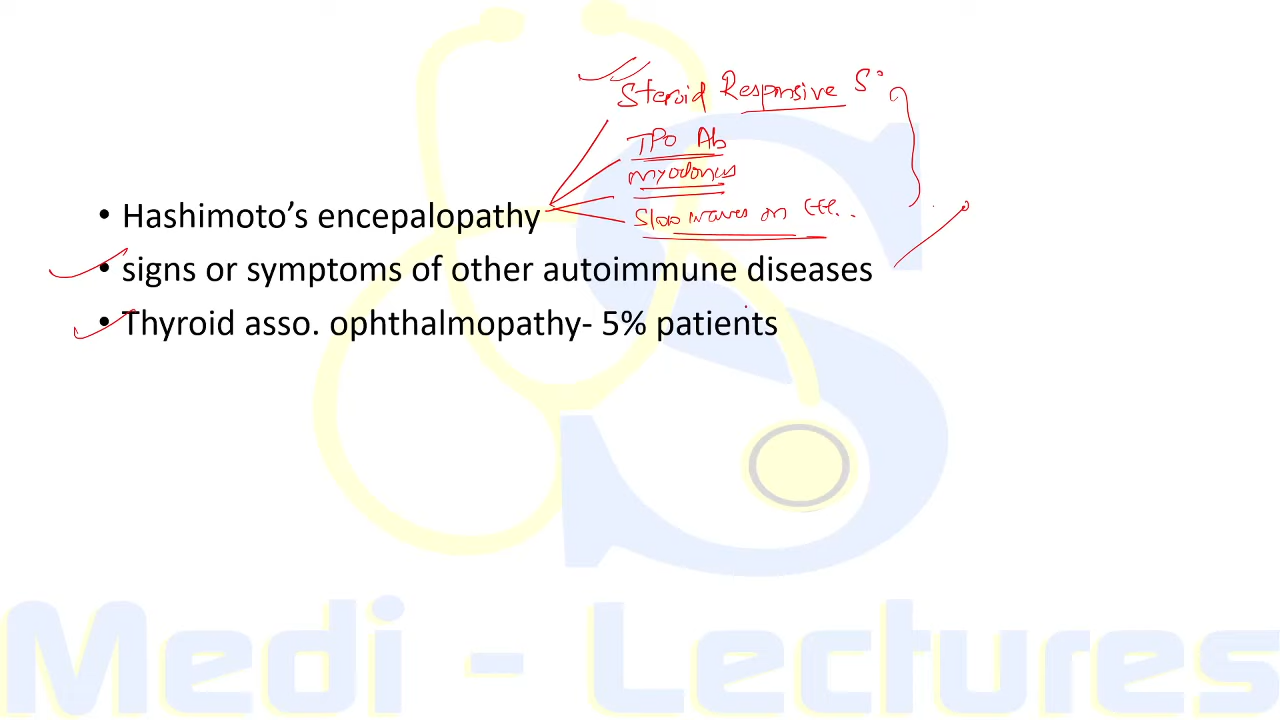 Steroid Responsive S°
TPO Ab
myoclonus
Slow waves on EEG..
• Hashimoto’s encepalopathy
• signs or symptoms of other autoimmune diseases
• Thyroid asso. ophthalmopathy- 5% patients
Medi - Lectures